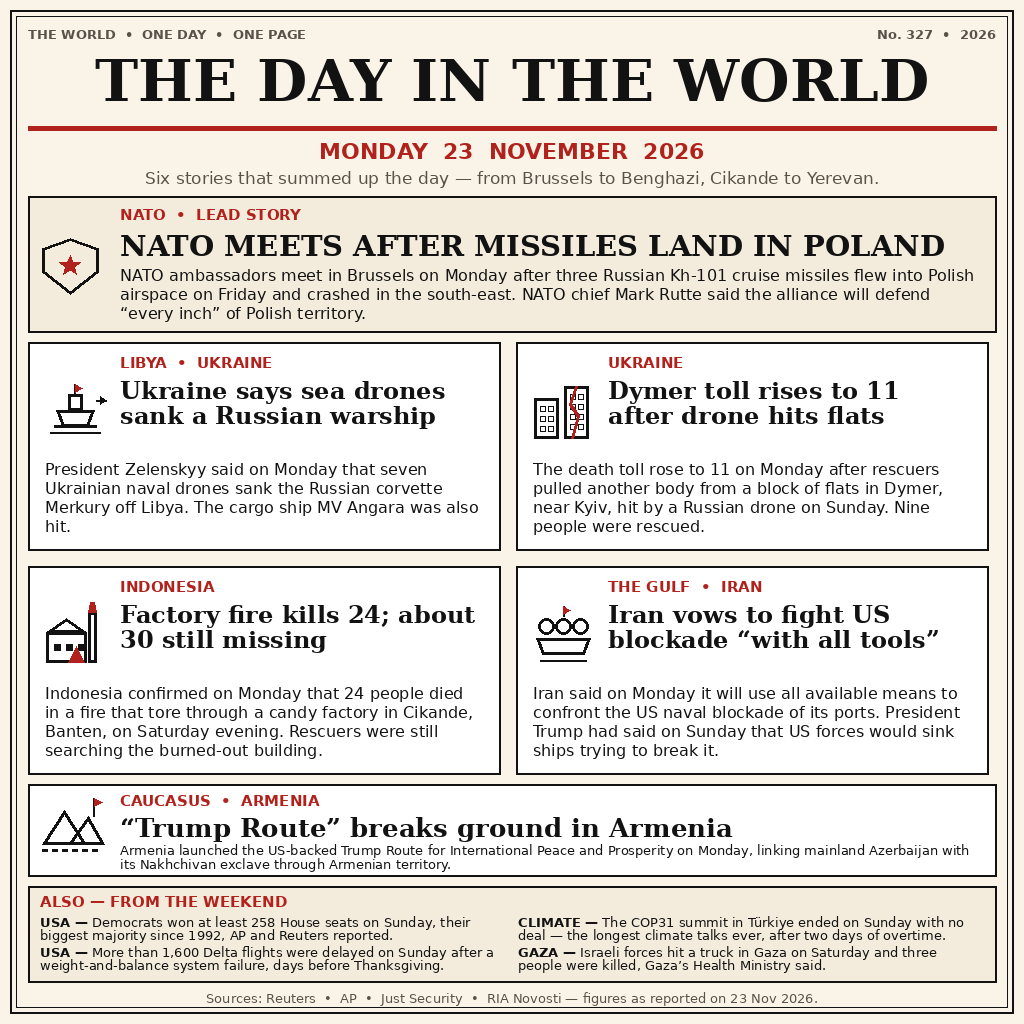 THE WORLD • ONE DAY • ONE PAGE
No. 327 • 2026
THE DAY IN THE WORLD
MONDAY 23 NOVEMBER 2026
Six stories that summed up the day — from Brussels to Benghazi, Cikande to Yerevan.
NATO • LEAD STORY
NATO MEETS AFTER MISSILES LAND IN POLAND
NATO ambassadors meet in Brussels on Monday after three Russian Kh-101 cruise missiles flew into Polish
airspace on Friday and crashed in the south-east. NATO chief Mark Rutte said the alliance will defend
“every inch” of Polish territory.
LIBYA • UKRAINE
Ukraine says sea drones
sank a Russian warship
President Zelenskyy said on Monday that seven
Ukrainian naval drones sank the Russian corvette
Merkury off Libya. The cargo ship MV Angara was also
hit.
UKRAINE
Dymer toll rises to 11
after drone hits flats
The death toll rose to 11 on Monday after rescuers
pulled another body from a block of flats in Dymer,
near Kyiv, hit by a Russian drone on Sunday. Nine
people were rescued.
INDONESIA
Factory fire kills 24; about
30 still missing
Indonesia confirmed on Monday that 24 people died
in a fire that tore through a candy factory in Cikande,
Banten, on Saturday evening. Rescuers were still
searching the burned-out building.
THE GULF • IRAN
Iran vows to fight US
blockade “with all tools”
Iran said on Monday it will use all available means to
confront the US naval blockade of its ports. President
Trump had said on Sunday that US forces would sink
ships trying to break it.
CAUCASUS • ARMENIA
“Trump Route” breaks ground in Armenia
Armenia launched the US-backed Trump Route for International Peace and Prosperity on Monday, linking mainland Azerbaijan with
its Nakhchivan exclave through Armenian territory.
ALSO — FROM THE WEEKEND
USA — Democrats won at least 258 House seats on Sunday, their
biggest majority since 1992, AP and Reuters reported.
USA — More than 1,600 Delta flights were delayed on Sunday after a
weight-and-balance system failure, days before Thanksgiving.
CLIMATE — The COP31 summit in Türkiye ended on Sunday with no
deal — the longest climate talks ever, after two days of overtime.
GAZA — Israeli forces hit a truck in Gaza on Saturday and three
people were killed, Gaza’s Health Ministry said.
Sources: Reuters • AP • Just Security • RIA Novosti — figures as reported on 23 Nov 2026.